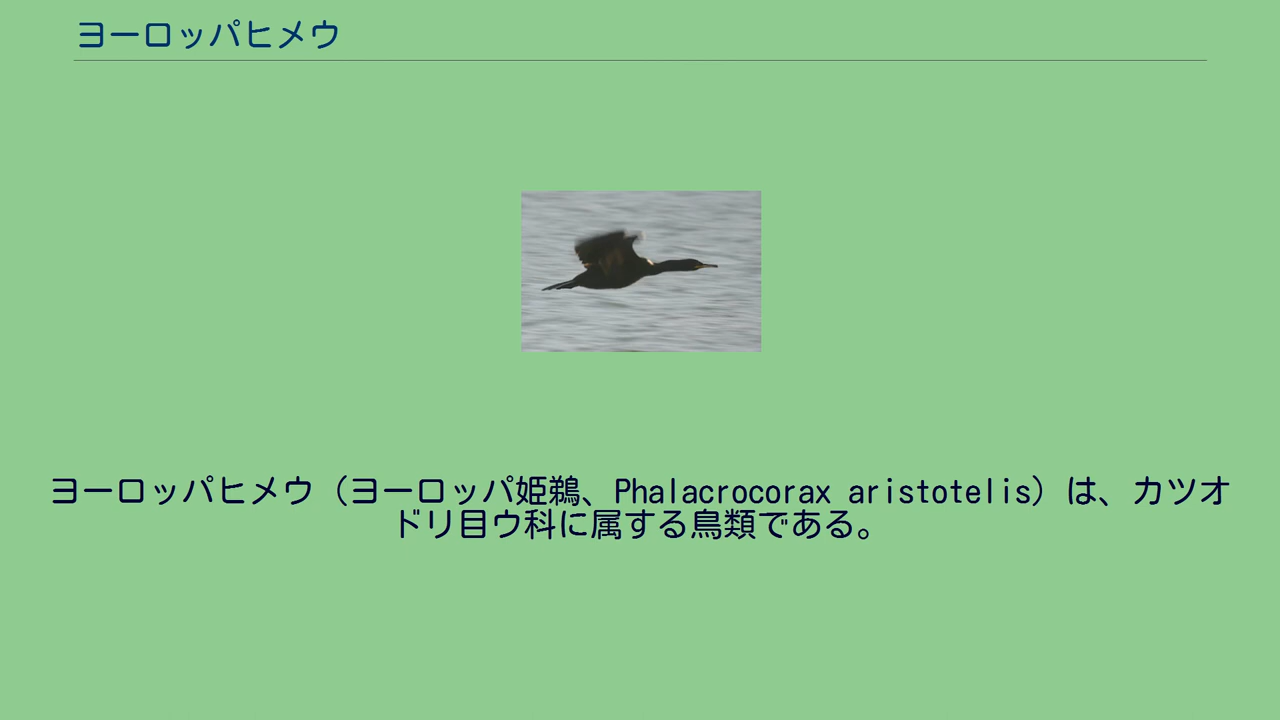 ヨーロッパヒメウ
ヨーロッパヒメウ（ヨーロッパ姫鵜、Phalacrocorax aristotelis）は、カツオ
ドリ目ウ科に属する鳥類である。